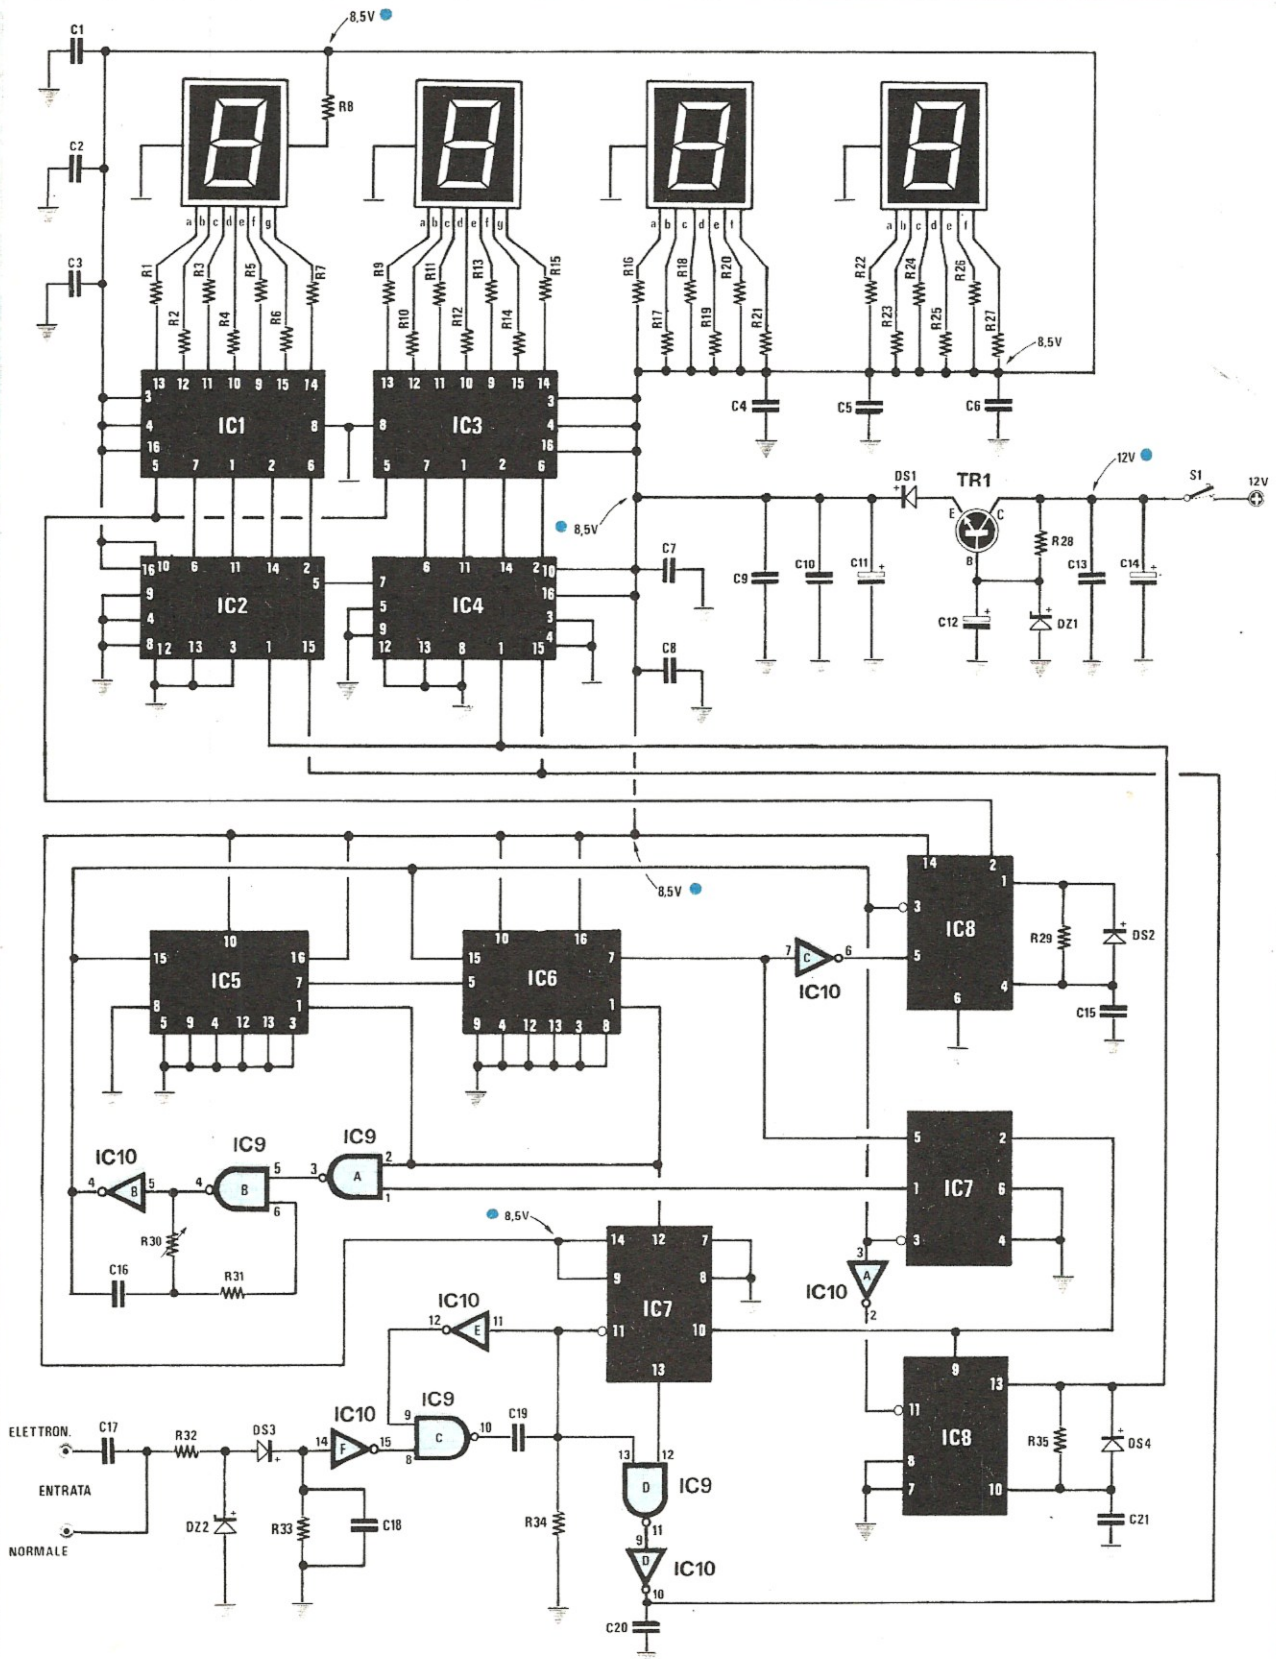 C1
8,5V
R8
C2
C3
a b c d e f g
a b c d e f g
a b c d e f
a b c d e f
R1 R2 R3 R4 R5 R6 R7
R9 R10 R11 R12 R13 R14 R15
R16 R17 R18 R19 R20 R21
R22 R23 R24 R25 R26 R27
8,5V
13 12 11 10 9 15 14
3
4 IC1 8
16
5 7 1 2 6
13 12 11 10 9 15 14
8 IC3 3
4
16
5 7 1 2 6
C4
C5
C6
8,5V
DS1
TR1
E C
B
12V
S1
12V
R28
C9
C10
C11 +
C12 +
DZ1 +
C13
C14 +
C7
C8
16 10 6 11 14 2
5
9 IC2
4
8 12 13 3 1 15
6 11 14 2 10
7
16
5 IC4
9 3
4
12 13 8 1 15
8,5V
14 2
1
3 IC8
5
4
6
R29
DS2 +
C15
10
15 16
IC5
7
8 1
5 9 4 12 13 3
10 16
15 7
IC6
5
1
9 4 12 13 3 8
7 C 6
IC10
IC10
4 B 5
IC9
4 B 5
6
IC9
3 A 2
1
R30
C16
R31
5 2
1 IC7 6
3 4
3
A
IC10
2
8,5V
14 12 7
9 8
IC7
11 10
13
IC10
12 E 11
9
11 13
IC8
8
7 10
R35
DS4 +
C21
ELETTRON.
C17
R32
DS3 +
IC10
14 F 15
IC9
9
C 10
8
C19
ENTRATA
NORMALE
DZ2 +
R33
C18
R34
13 12
D IC9
11
9
D IC10
10
C20